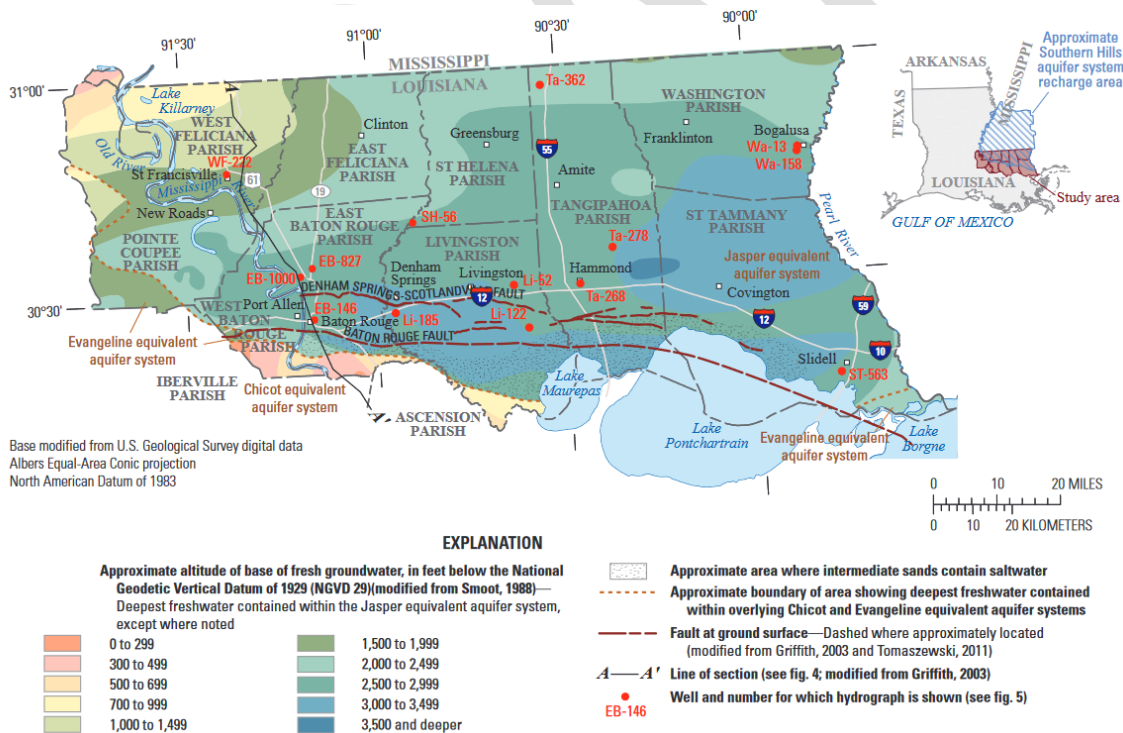 91°30'
91°00'
90°30'
90°00'
31°00'
30°30'
MISSISSIPPI
LOUISIANA
Lake
Killarney
WEST
FELICIANA
PARISH
Old River
WF-222
St Francisville
Mississippi
River
New Roads
61
19
POINTE
COUPEE
PARISH
Clinton
EAST
FELICIANA
PARISH
Greensburg
ST HELENA
PARISH
Ta-362
55
Amite
TANGIPAHOA
PARISH
WASHINGTON
PARISH
Franklinton
Bogalusa
Wa-13
Wa-158
ST TAMMANY
PARISH
Pearl River
EAST
BATON ROUGE
PARISH
SH-56
LIVINGSTON
PARISH
Ta-278
Jasper equivalent
aquifer system
EB-827
EB-1000
Denham
Springs
Livingston
Li-52
Hammond
Ta-268
Covington
DENHAM SPRINGS-SCOTLANDVILLE FAULT
12
12
59
10
Port Allen
EB-146
Baton Rouge
Li-185
Li-122
WEST
BATON
ROUGE
PARISH
BATON ROUGE FAULT
Slidell
ST-563
Evangeline equivalent
aquifer system
IBERVILLE
PARISH
Chicot equivalent
aquifer system
A
A'
ASCENSION
PARISH
Lake
Maurepas
Lake
Pontchartrain
Evangeline equivalent
aquifer system
Lake
Borgne
Approximate
Southern Hills
aquifer system
recharge area
ARKANSAS
TEXAS
MISSISSIPPI
LOUISIANA
Study area
GULF OF MEXICO
Base modified from U.S. Geological Survey digital data
Albers Equal-Area Conic projection
North American Datum of 1983
0 10 20 MILES
0 10 20 KILOMETERS
EXPLANATION
Approximate altitude of base of fresh groundwater, in feet below the National
Geodetic Vertical Datum of 1929 (NGVD 29)(modified from Smoot, 1988)—
Deepest freshwater contained within the Jasper equivalent aquifer system,
except where noted
0 to 299
300 to 499
500 to 699
700 to 999
1,000 to 1,499
1,500 to 1,999
2,000 to 2,499
2,500 to 2,999
3,000 to 3,499
3,500 and deeper
Approximate area where intermediate sands contain saltwater
Approximate boundary of area showing deepest freshwater contained
within overlying Chicot and Evangeline equivalent aquifer systems
Fault at ground surface—Dashed where approximately located
(modified from Griffith, 2003 and Tomaszewski, 2011)
A—A' Line of section (see fig. 4; modified from Griffith, 2003)
Well and number for which hydrograph is shown (see fig. 5)
EB-146